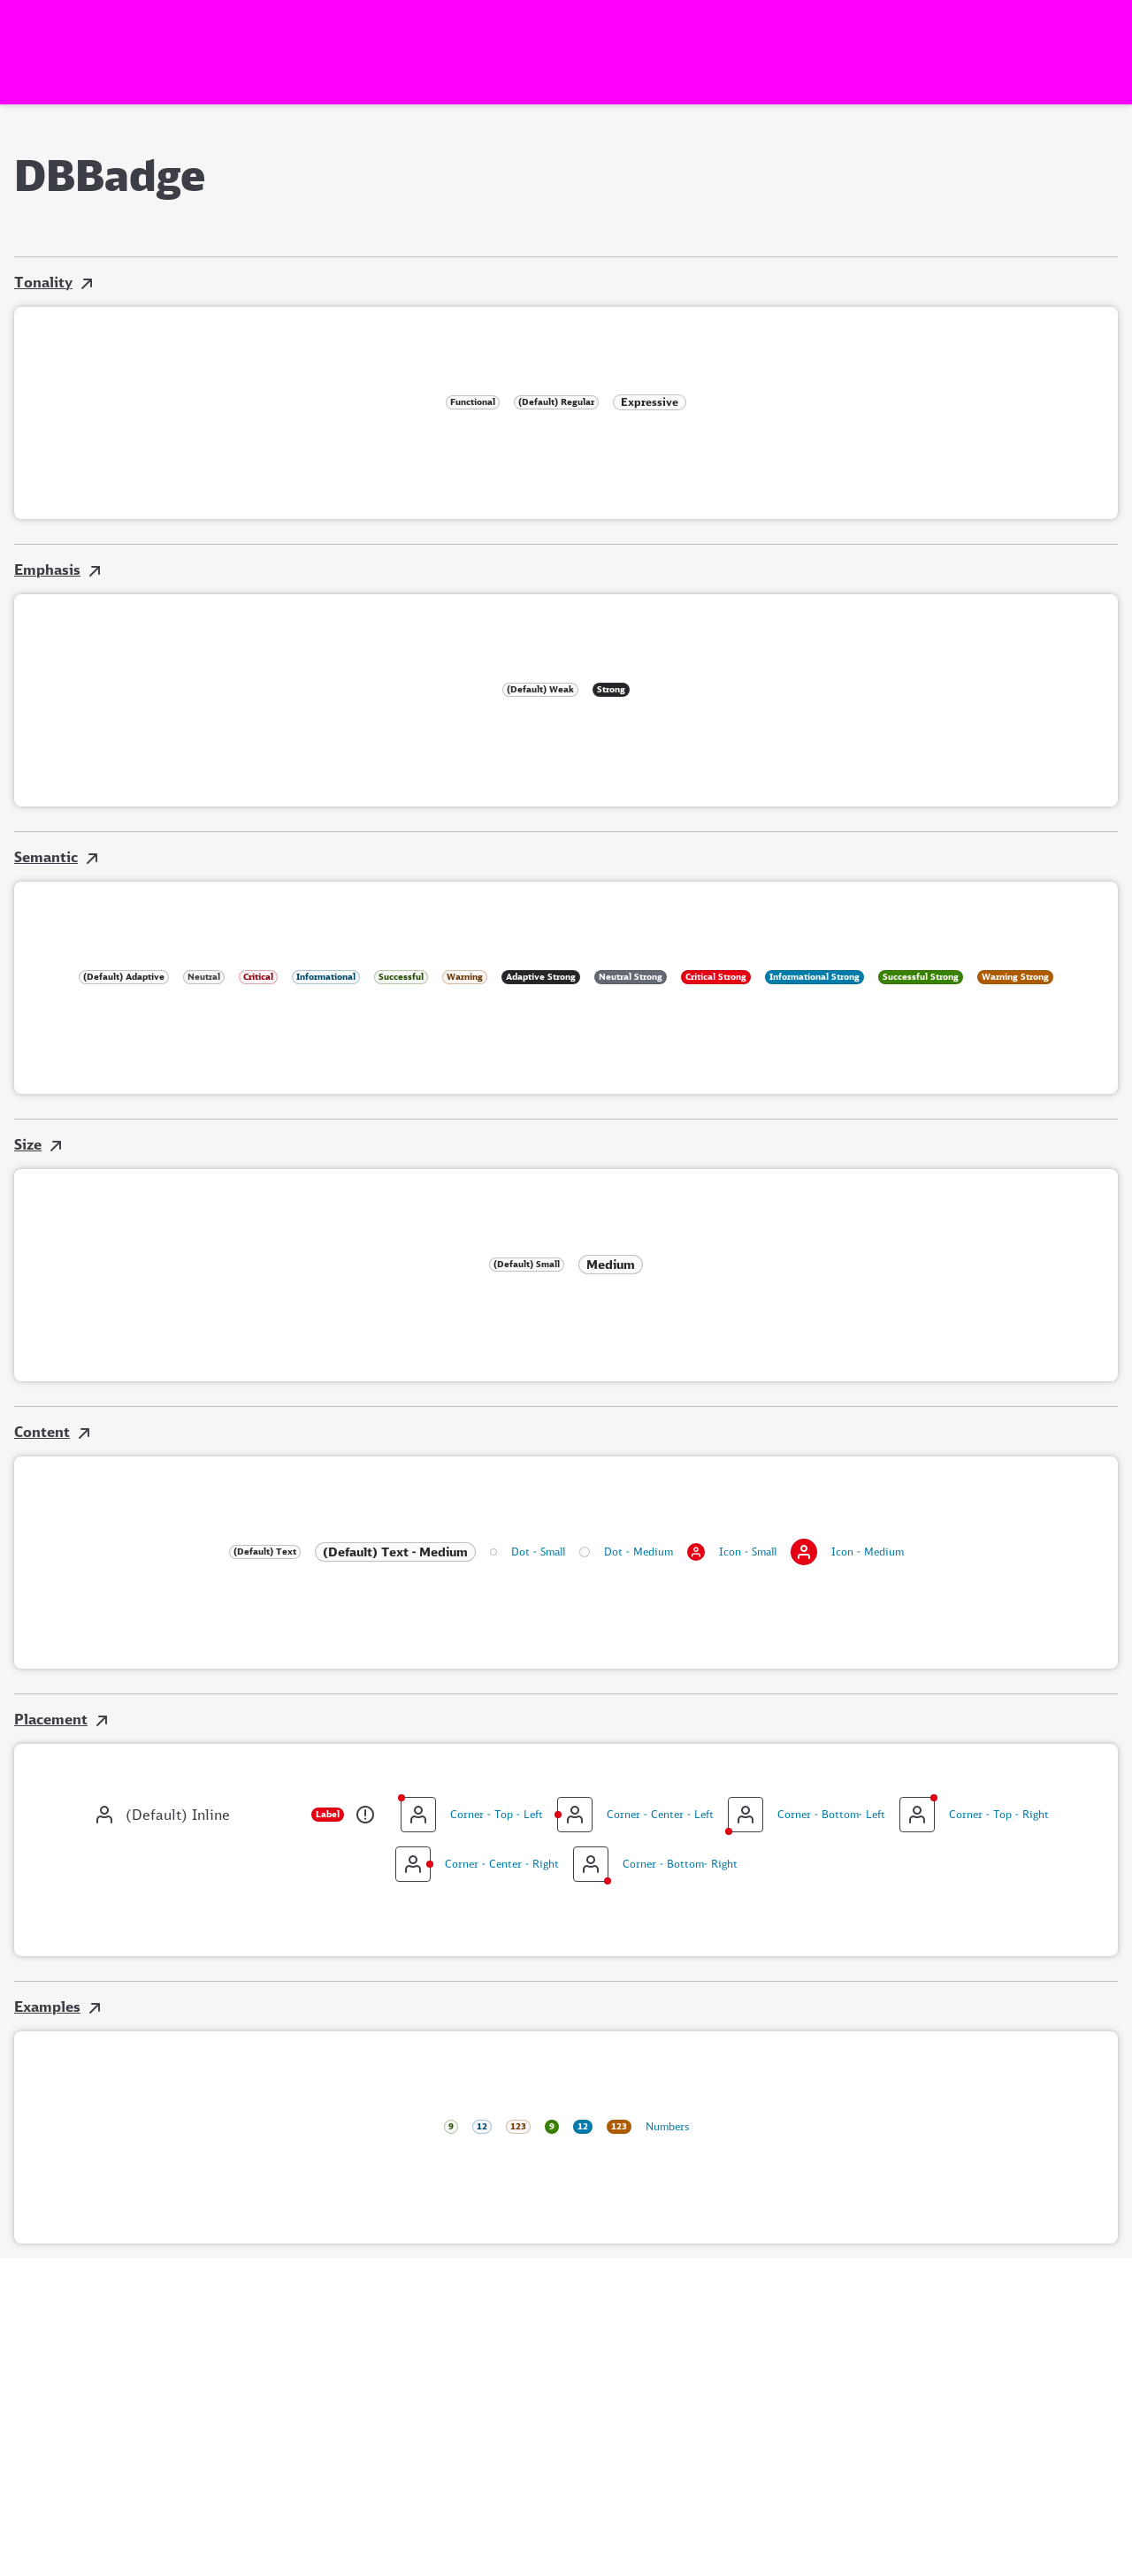 DBBadge
Tonality
Functional (Default) Regular Expressive
Emphasis
(Default) Weak Strong
Semantic
(Default) Adaptive Neutral Critical Informational Successful Warning Adaptive Strong Neutral Strong Critical Strong Informational Strong Successful Strong Warning Strong
Size
(Default) Small Medium
Content
(Default) Text (Default) Text - Medium Dot - Small Dot - Medium Icon - Small Icon - Medium
Placement
(Default) Inline Label Corner - Top - Left Corner - Center - Left Corner - Bottom- Left Corner - Top - Right
Corner - Center - Right Corner - Bottom- Right
Examples
9 12 123 9 12 123 Numbers